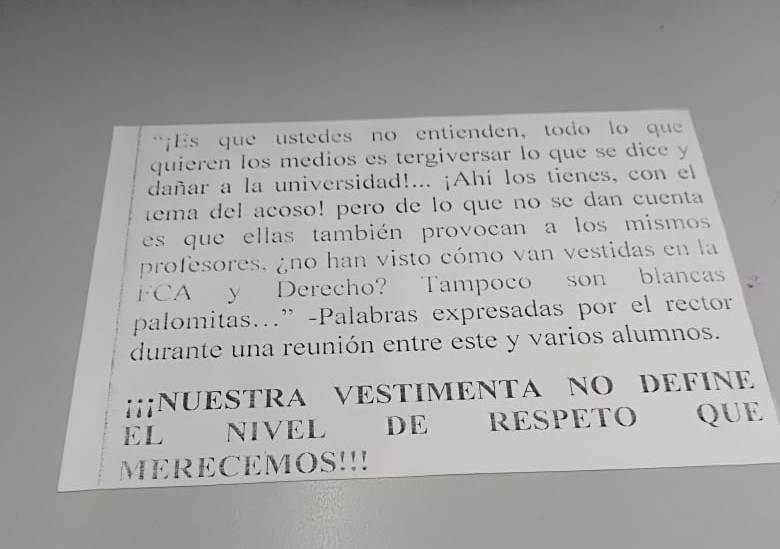 “¡Es que ustedes no entienden, todo lo que
quieren los medios es tergiversar lo que se dice y
dañar a la universidad!... ¡Ahí los tienes, con el
tema del acoso! pero de lo que no se dan cuenta
es que ellas también provocan a los mismos
profesores, ¿no han visto cómo van vestidas en la
FCA y Derecho? Tampoco son blancas
palomitas...” -Palabras expresadas por el rector
durante una reunión entre este y varios alumnos.
¡¡¡NUESTRA VESTIMENTA NO DEFINE
EL NIVEL DE RESPETO QUE
MERECEMOS!!!